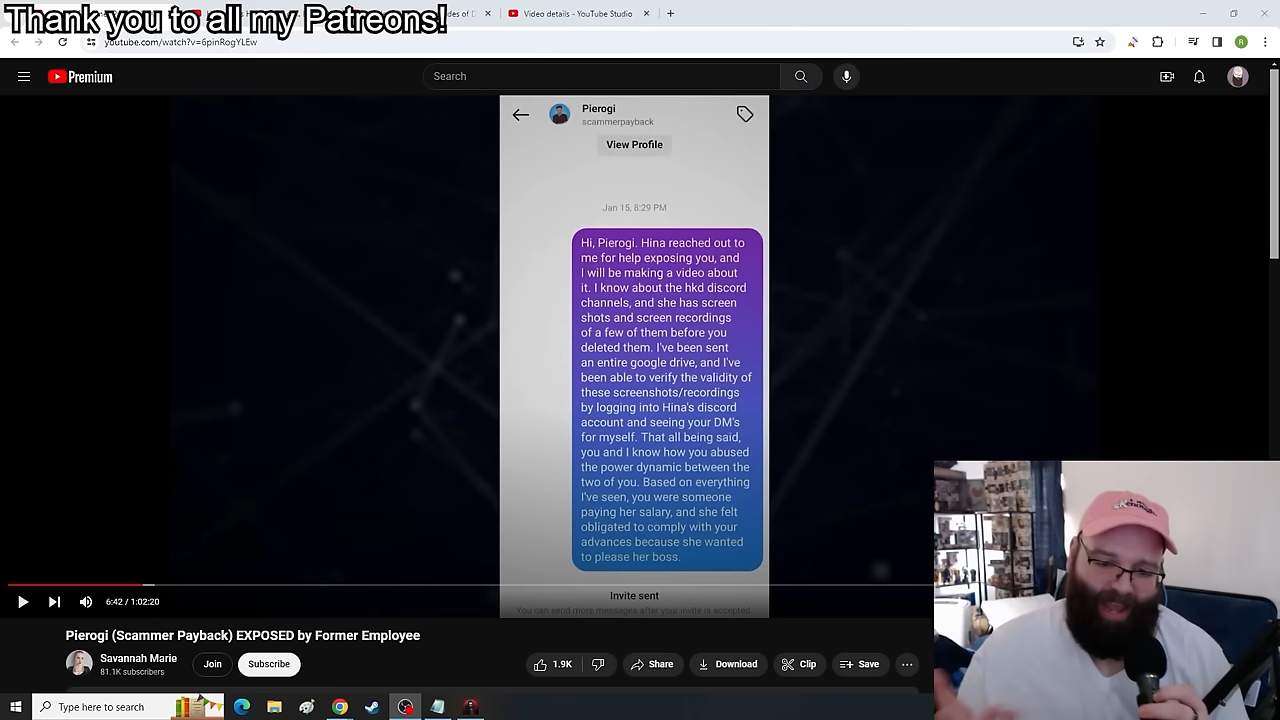 Thank you to all my Patreons!
Video details - YouTube Studio
youtube.com/watch?v=6pinRogYLEw
Premium
Search
Pierogi
scammerpayback
View Profile
Jan 15, 8:29 PM
Hi, Pierogi. Hina reached out to
me for help exposing you, and
I will be making a video about
it. I know about the hkd discord
channels, and she has screen
shots and screen recordings
of a few of them before you
deleted them. I've been sent
an entire google drive, and I've
been able to verify the validity of
these screenshots/recordings
by logging into Hina's discord
account and seeing your DM's
for myself. That all being said,
you and I know how you abused
the power dynamic between the
two of you. Based on everything
I've seen, you were someone
paying her salary, and she felt
obligated to comply with your
advances because she wanted
to please her boss.
Invite sent
You can send more messages after your invite is accepted.
6:42 / 1:02:20
Pierogi (Scammer Payback) EXPOSED by Former Employee
Savannah Marie
81.1K subscribers
Join
Subscribe
1.9K
Share
Download
Clip
Save
Type here to search